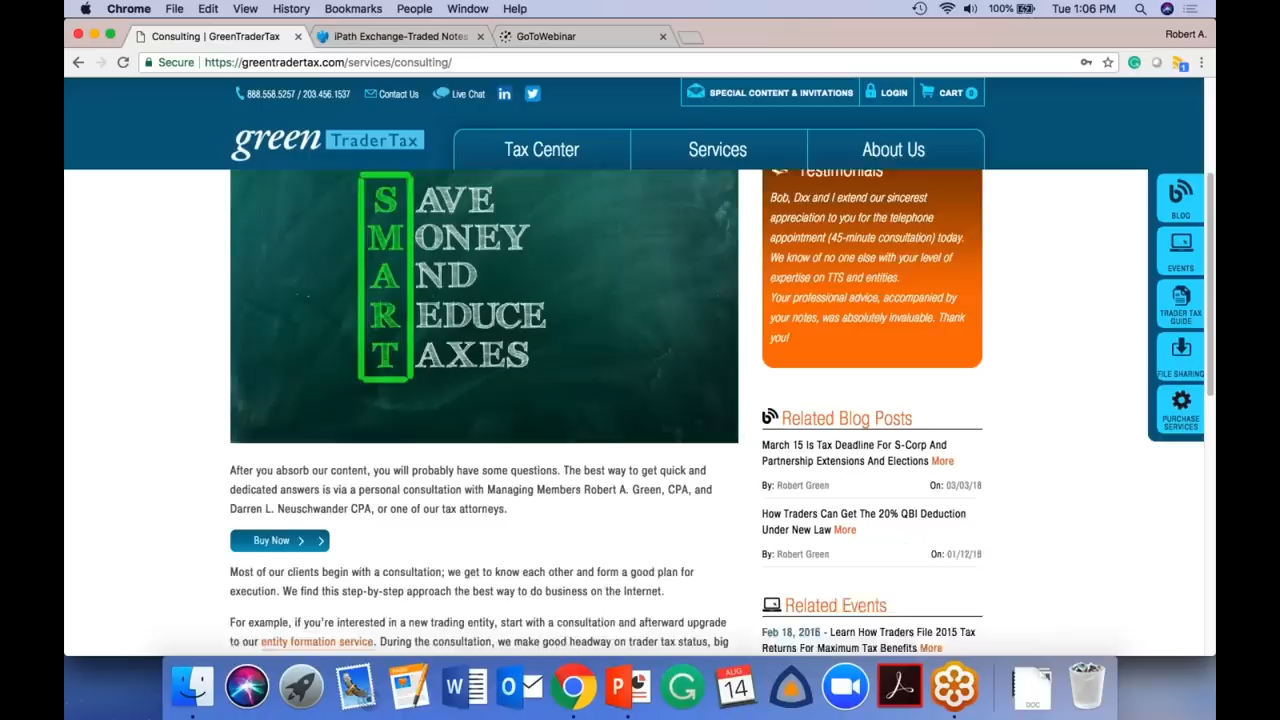 Chrome File Edit View History Bookmarks People Window Help 100% Tue 1:06 PM
Consulting | GreenTraderTax iPath Exchange-Traded Notes GoToWebinar Robert A.
Secure https://greentradertax.com/services/consulting/
888.558.5257 / 203.456.1537 Contact Us Live Chat in SPECIAL CONTENT & INVITATIONS LOGIN CART 0
green TraderTax Tax Center Services About Us
SAVE
MONEY
AND
REDUCE
TAXES
Testimonials
Bob, Dxx and I extend our sincerest
appreciation to you for the telephone
appointment (45-minute consultation) today.
We know of no one else with your level of
expertise on TTS and entities.
Your professional advice, accompanied by
your notes, was absolutely invaluable. Thank
you!
BLOG
EVENTS
TRADER TAX
GUIDE
FILE SHARING
PURCHASE
SERVICES
After you absorb our content, you will probably have some questions. The best way to get quick and
dedicated answers is via a personal consultation with Managing Members Robert A. Green, CPA, and
Darren L. Neuschwander CPA, or one of our tax attorneys.
Buy Now
Most of our clients begin with a consultation; we get to know each other and form a good plan for
execution. We find this step-by-step approach the best way to do business on the Internet.
For example, if you're interested in a new trading entity, start with a consultation and afterward upgrade
to our entity formation service. During the consultation, we make good headway on trader tax status, big
Related Blog Posts
March 15 Is Tax Deadline For S-Corp And
Partnership Extensions And Elections More
By: Robert Green On: 03/03/18
How Traders Can Get The 20% QBI Deduction
Under New Law More
By: Robert Green On: 01/12/18
Related Events
Feb 18, 2016 - Learn How Traders File 2015 Tax
Returns For Maximum Tax Benefits More
AUG
14
DOC